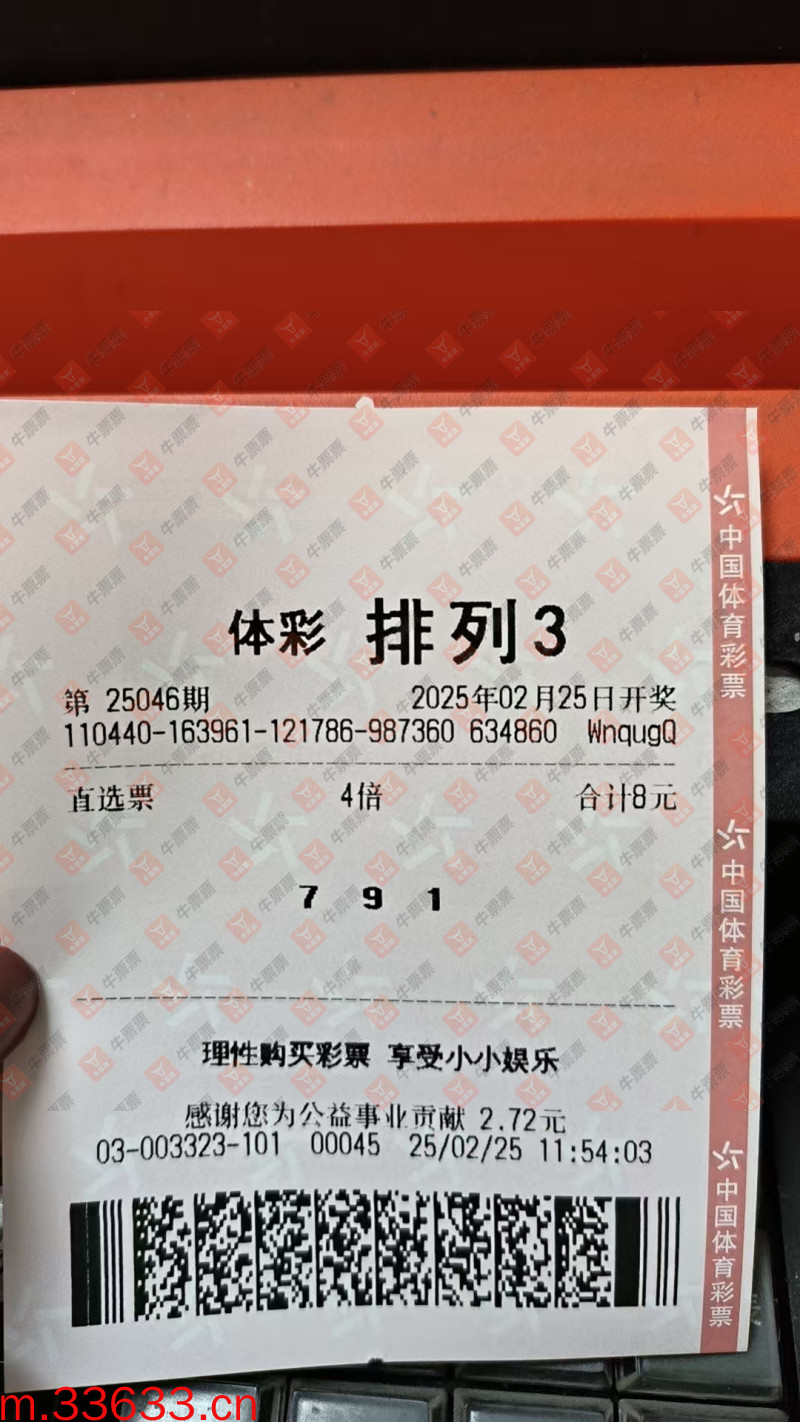 体彩 排列3
第 25046期 2025年02月25日开奖
110440-163961-121786-987360 634860 WnqugQ
直选票 4倍 合计8元
7 9 1
理性购买彩票 享受小小娱乐
感谢您为公益事业贡献 2.72元
03-003323-101 00045 25/02/25 11:54:03
中国体育彩票
中国体育彩票
中国体育彩票
牛票票
m.33633.cn